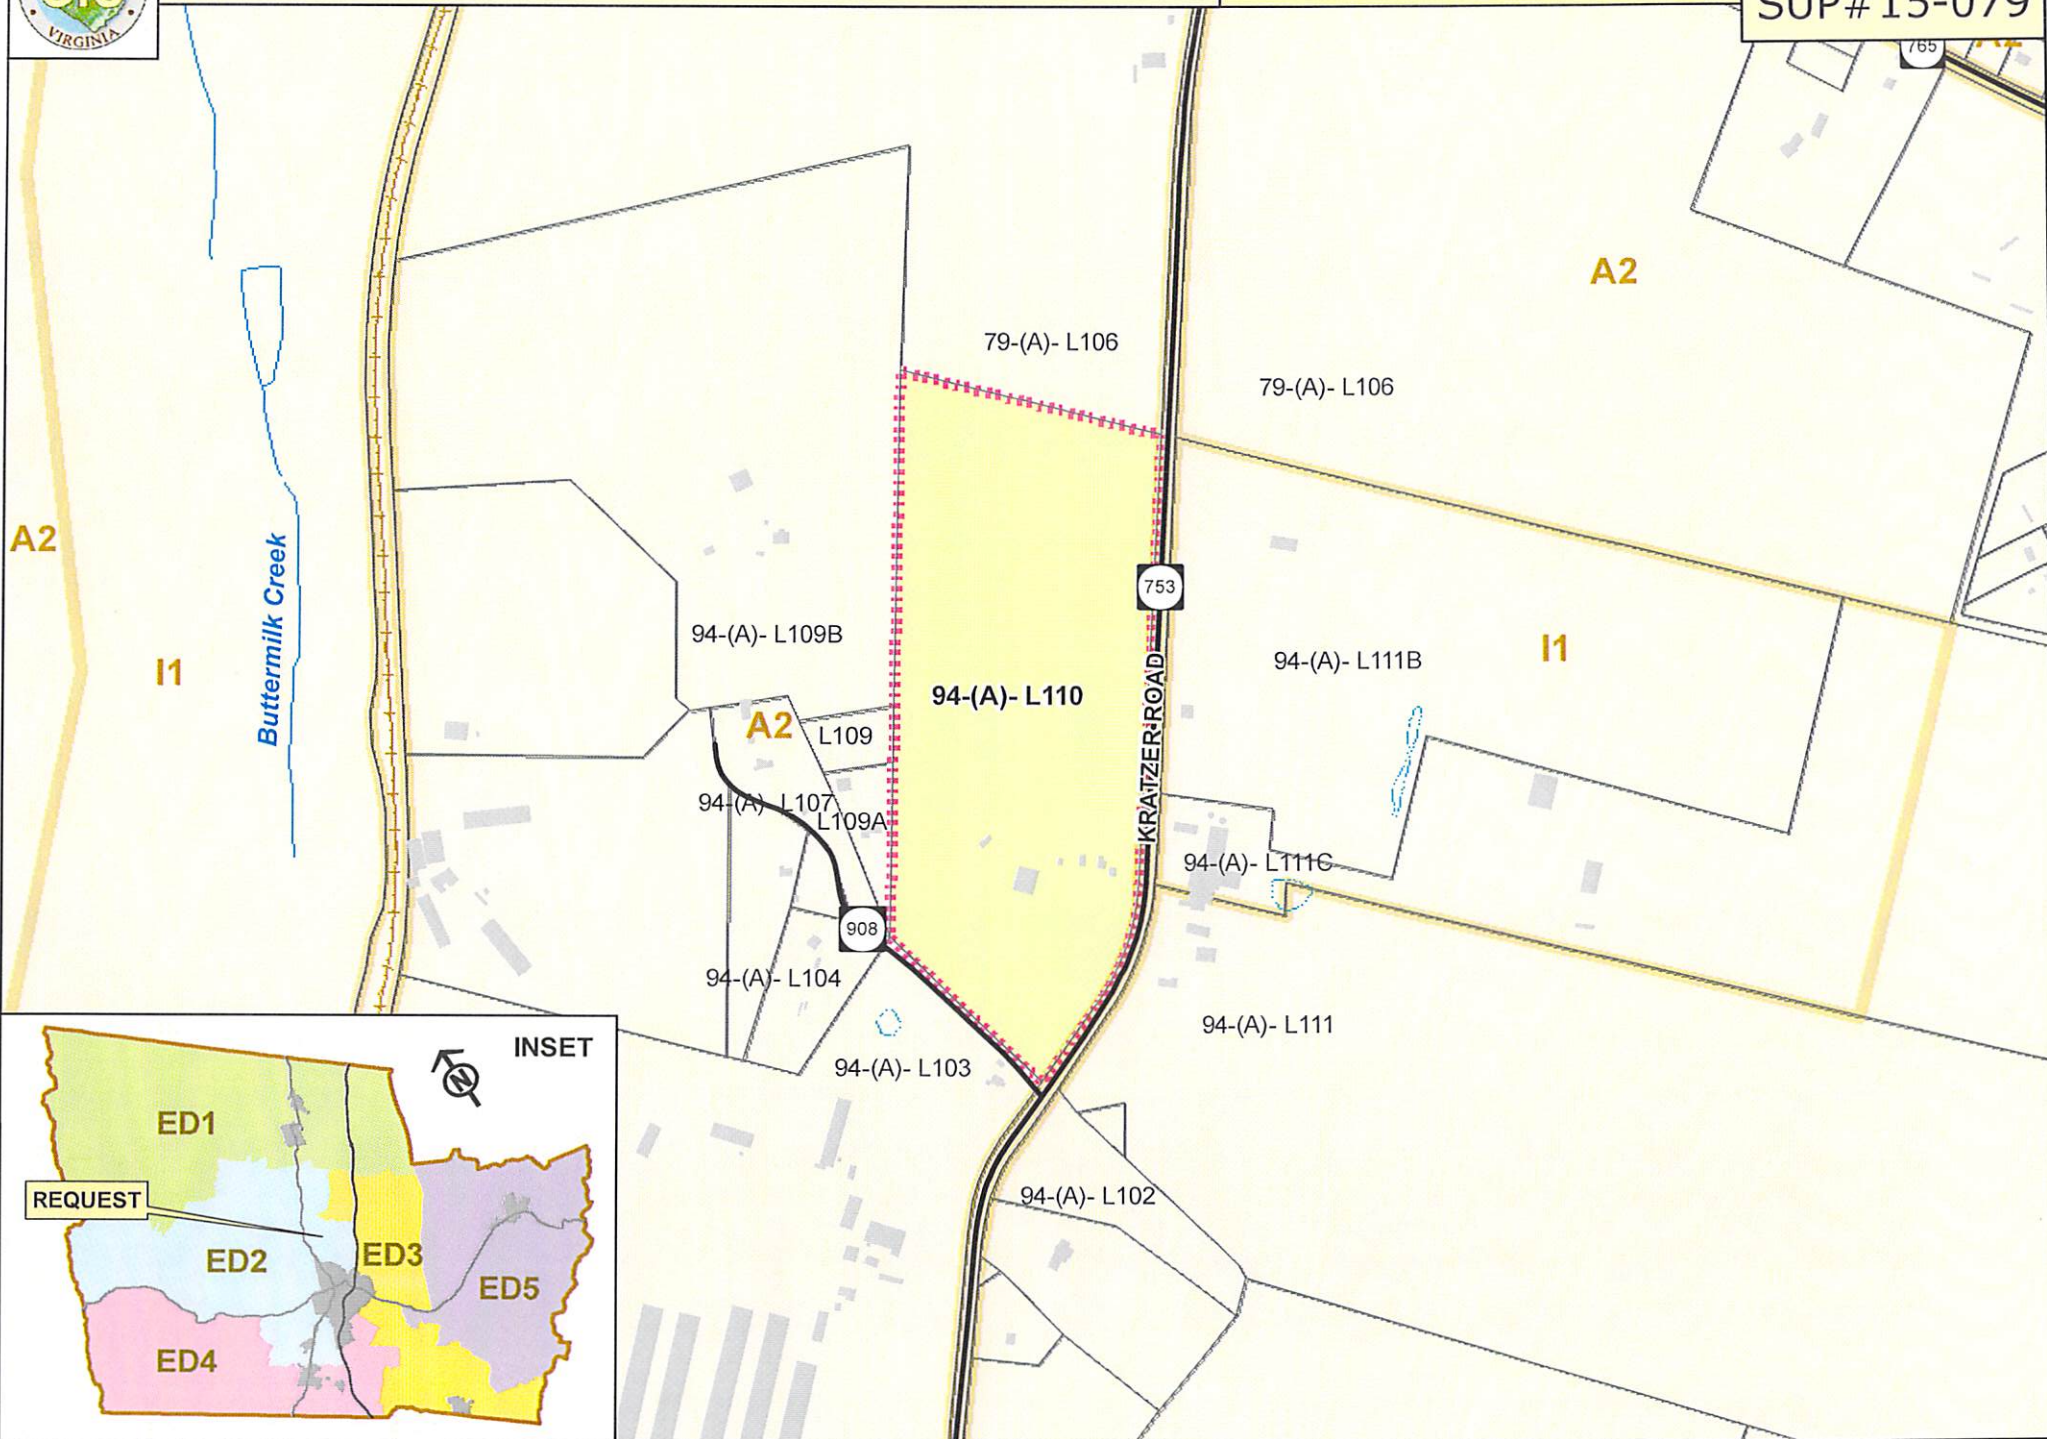 VIRGINIA
SUP# 15-079
765
A2
A2
79-(A)- L106
79-(A)- L106
A2
Buttermilk Creek
753
94-(A)- L109B
I1
I1
94-(A)- L111B
94-(A)- L110
KRATZER ROAD
A2
L109
94-(A)- L107
L109A
94-(A)- L111C
908
94-(A)- L104
94-(A)- L111
94-(A)- L103
94-(A)- L102
INSET
N
ED1
REQUEST
ED2
ED3
ED5
ED4